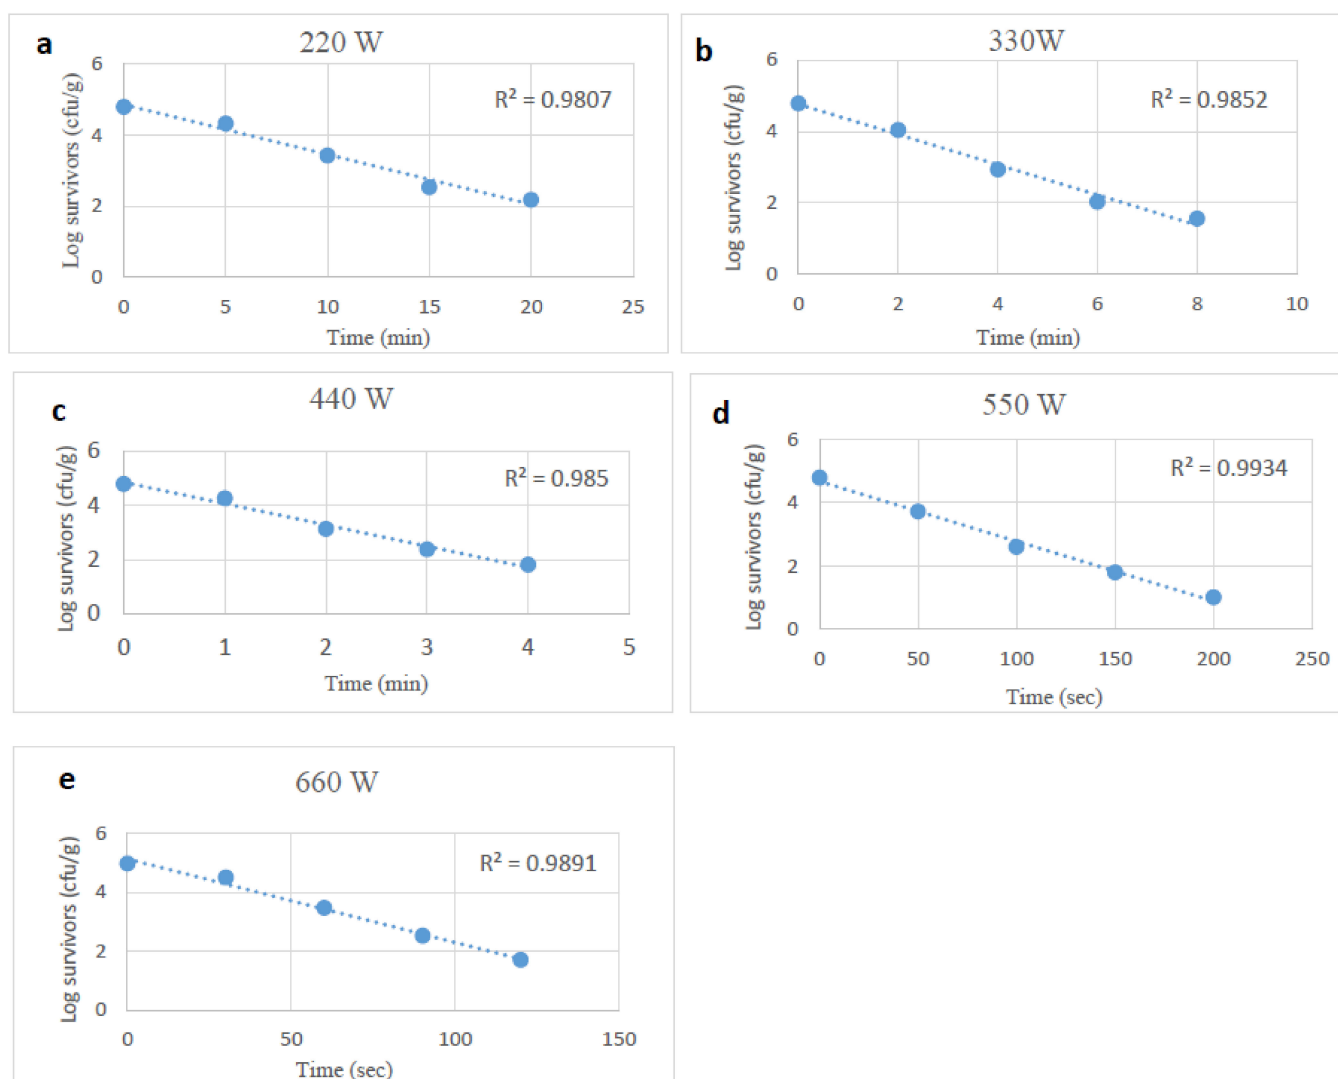 a
220 W
Log survivors (cfu/g)
6
4
2
0
R² = 0.9807
0 5 10 15 20 25
Time (min)
b
330W
Log survivors (cfu/g)
6
4
2
0
R² = 0.9852
0 2 4 6 8 10
Time (min)
c
440 W
Log survivors (cfu/g)
6
4
2
0
R² = 0.985
0 1 2 3 4 5
Time (min)
d
550 W
Log survivors (cfu/g)
6
4
2
0
R² = 0.9934
0 50 100 150 200 250
Time (sec)
e
660 W
Log survivors (cfu/g)
6
4
2
0
R² = 0.9891
0 50 100 150
Time (sec)